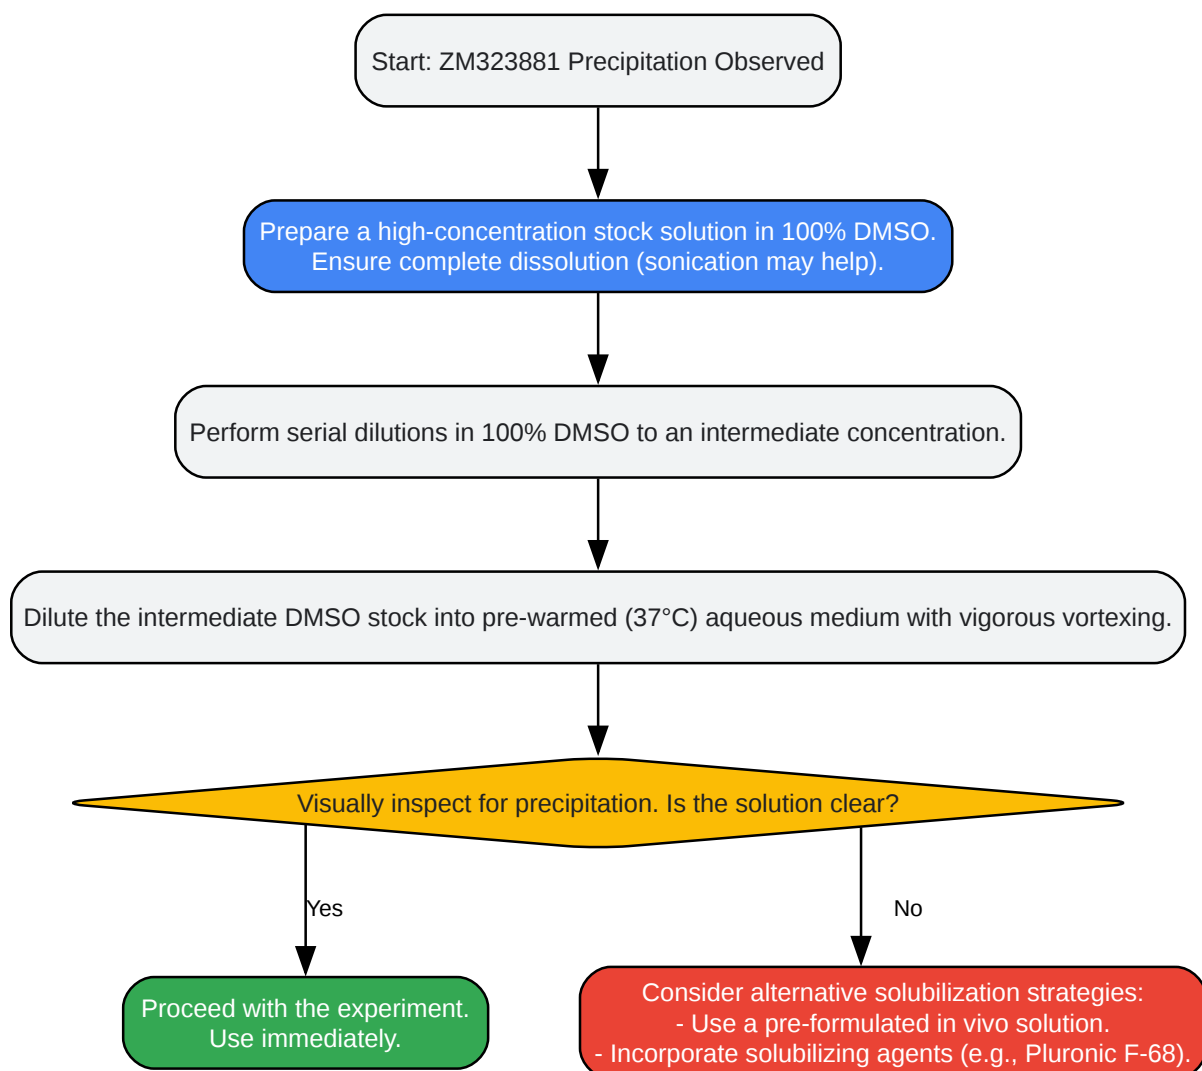 Start: ZM323881 Precipitation Observed
Prepare a high-concentration stock solution in 100% DMSO.
Ensure complete dissolution (sonication may help).
Perform serial dilutions in 100% DMSO to an intermediate concentration.
Dilute the intermediate DMSO stock into pre-warmed (37°C) aqueous medium with vigorous vortexing.
Visually inspect for precipitation. Is the solution clear?
Yes
No
Proceed with the experiment.
Use immediately.
Consider alternative solubilization strategies:
- Use a pre-formulated in vivo solution.
- Incorporate solubilizing agents (e.g., Pluronic F-68).